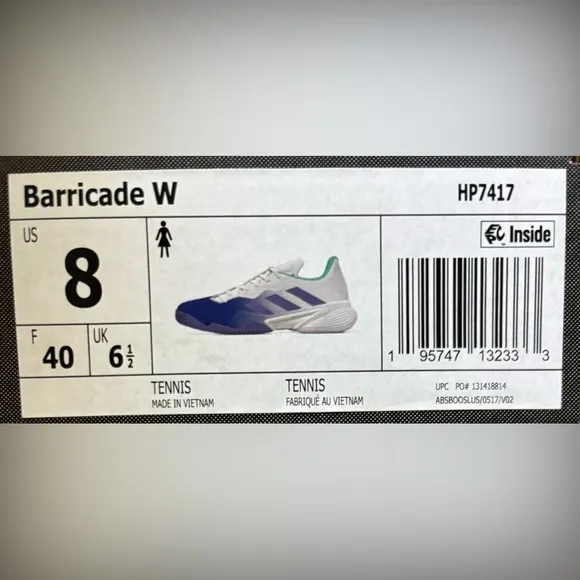 Barricade W
HP7417
US
8
F
40
UK
6 1/2
Inside
1 95747 13233 3
TENNIS
MADE IN VIETNAM
TENNIS
FABRIQUÉ AU VIETNAM
UPC PO# 131418814
ABSBOOSLUS/0517/V02